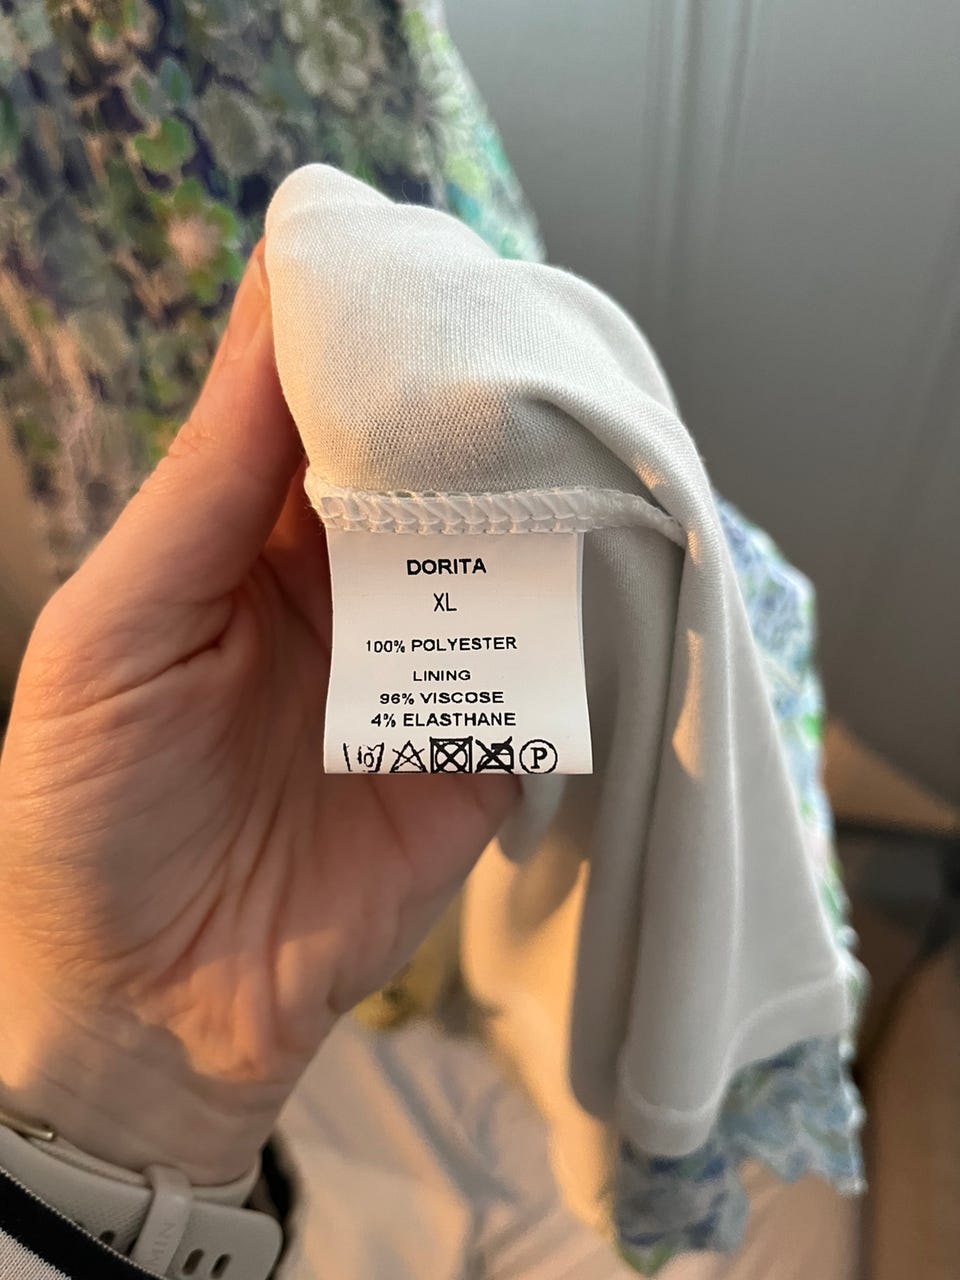 DORITA
XL
100% POLYESTER
LINING
96% VISCOSE
4% ELASTHANE
P